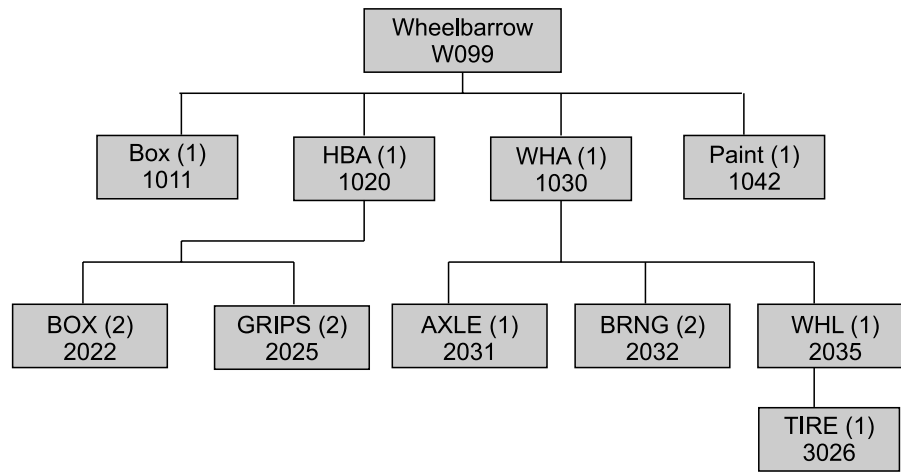 Wheelbarrow
W099
Box (1)
1011
HBA (1)
1020
WHA (1)
1030
Paint (1)
1042
BOX (2)
2022
GRIPS (2)
2025
AXLE (1)
2031
BRNG (2)
2032
WHL (1)
2035
TIRE (1)
3026